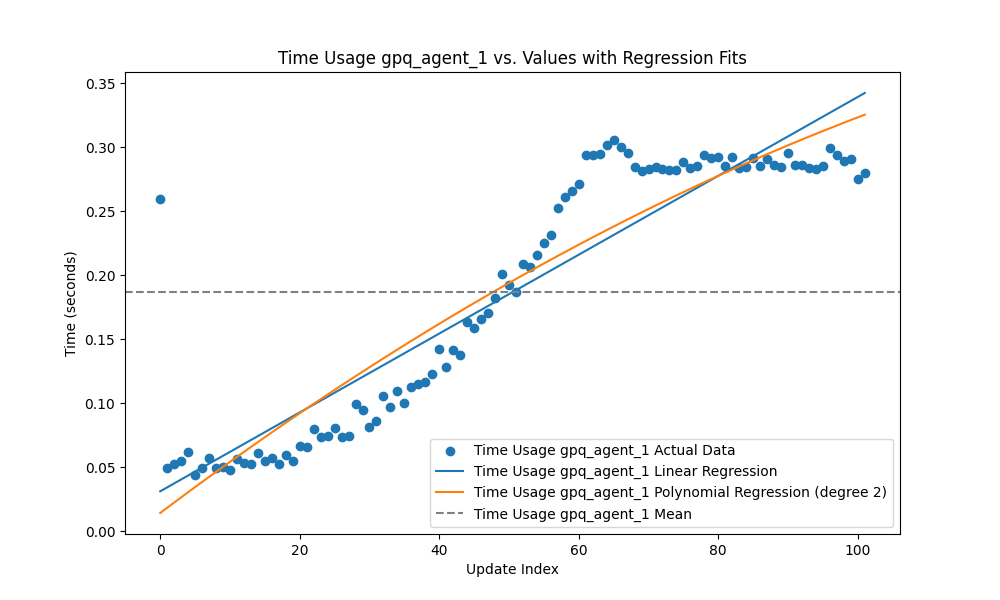 Time Usage gpq_agent_1 vs. Values with Regression Fits
Time (seconds)
0.35
0.30
0.25
0.20
0.15
0.10
0.05
0.00
Time Usage gpq_agent_1 Actual Data
Time Usage gpq_agent_1 Linear Regression
Time Usage gpq_agent_1 Polynomial Regression (degree 2)
Time Usage gpq_agent_1 Mean
0 20 40 60 80 100
Update Index